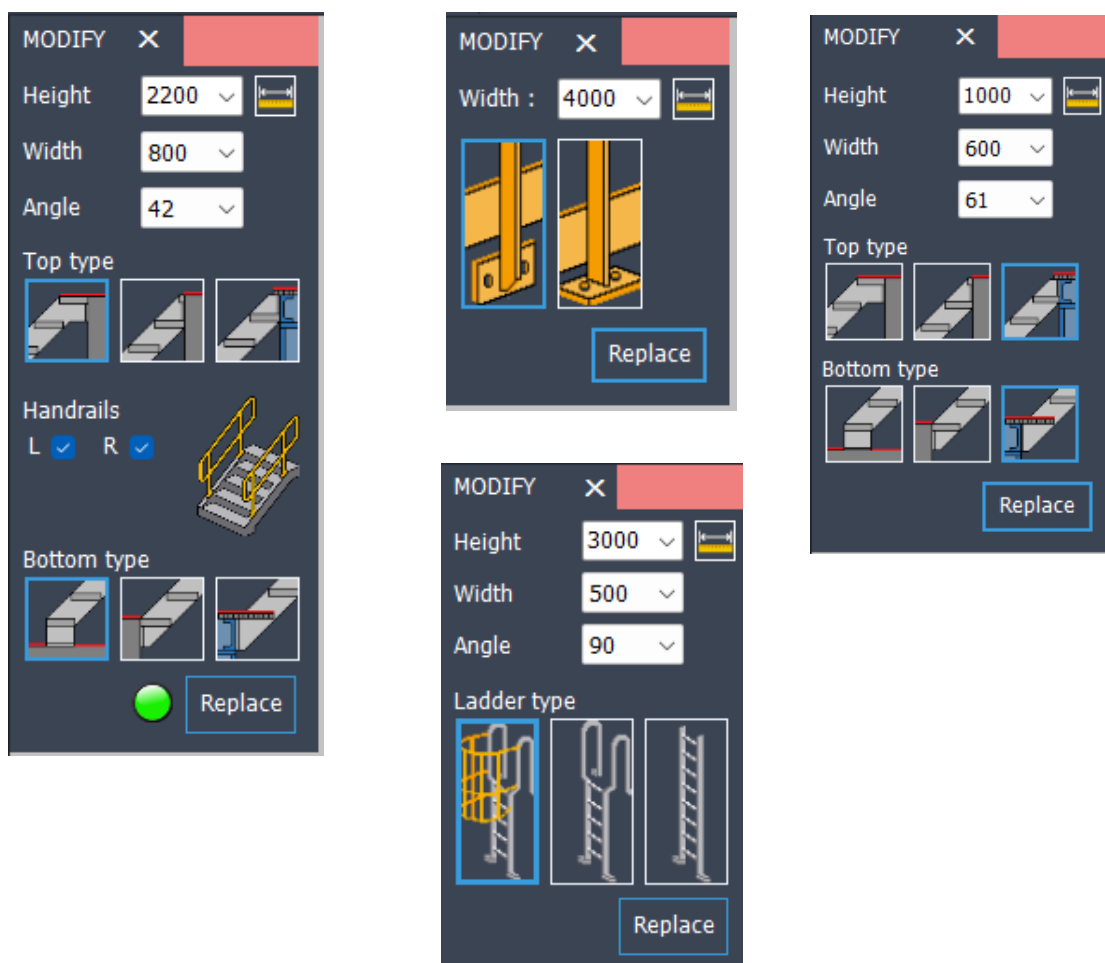 MODIFY
Height 2200
Width 800
Angle 42
Top type
Handrails
L R
Bottom type
Replace
MODIFY
Width : 4000
Replace
MODIFY
Height 3000
Width 500
Angle 90
Ladder type
Replace
MODIFY
Height 1000
Width 600
Angle 61
Top type
Bottom type
Replace